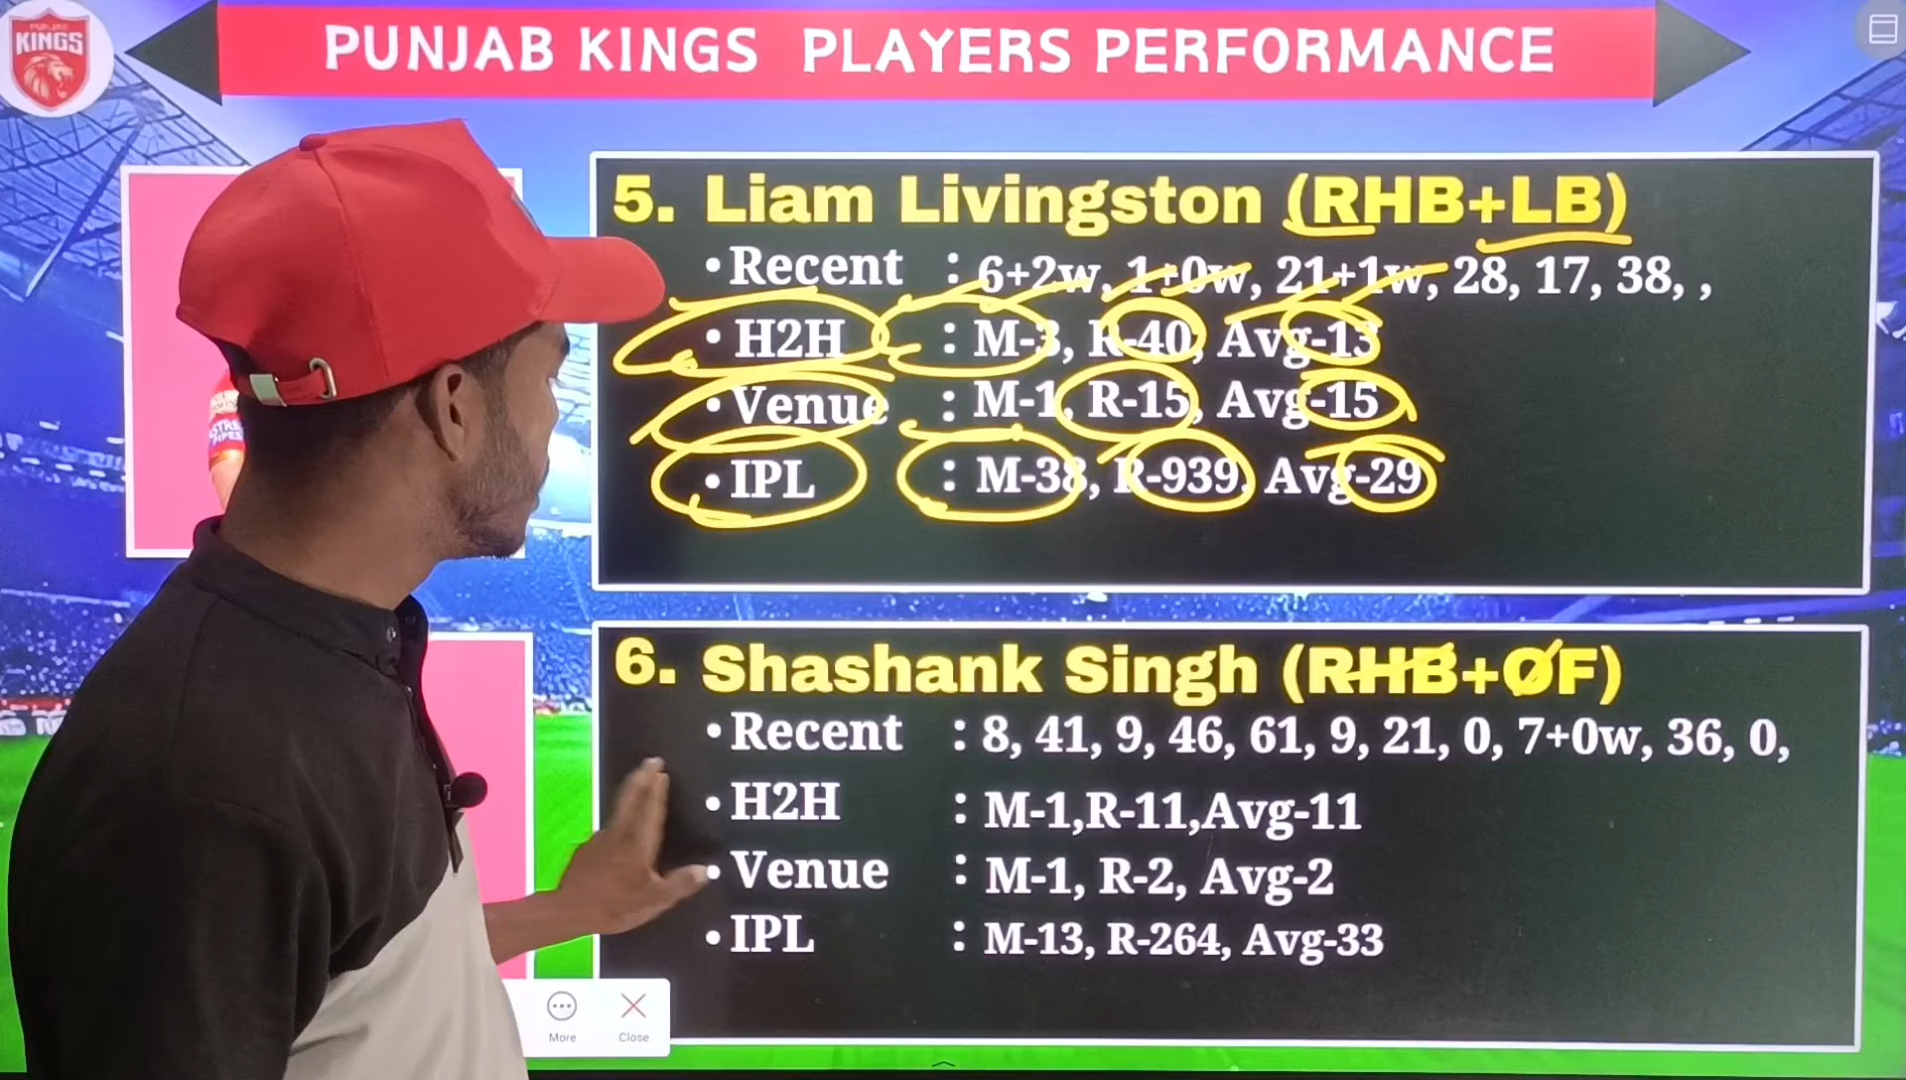 PUNJAB
KINGS
PUNJAB KINGS PLAYERS PERFORMANCE
5. Liam Livingston (RHB+LB)
• Recent : 6+2w, 1+0w, 21+1w, 28, 17, 38, ,
• H2H : M-3, R-40, Avg-13
• Venue : M-1, R-15, Avg-15
• IPL : M-38, R-939, Avg-29
6. Shashank Singh (RHB+OF)
• Recent : 8, 41, 9, 46, 61, 9, 21, 0, 7+0w, 36, 0,
• H2H : M-1,R-11,Avg-11
• Venue : M-1, R-2, Avg-2
• IPL : M-13, R-264, Avg-33
More
Close